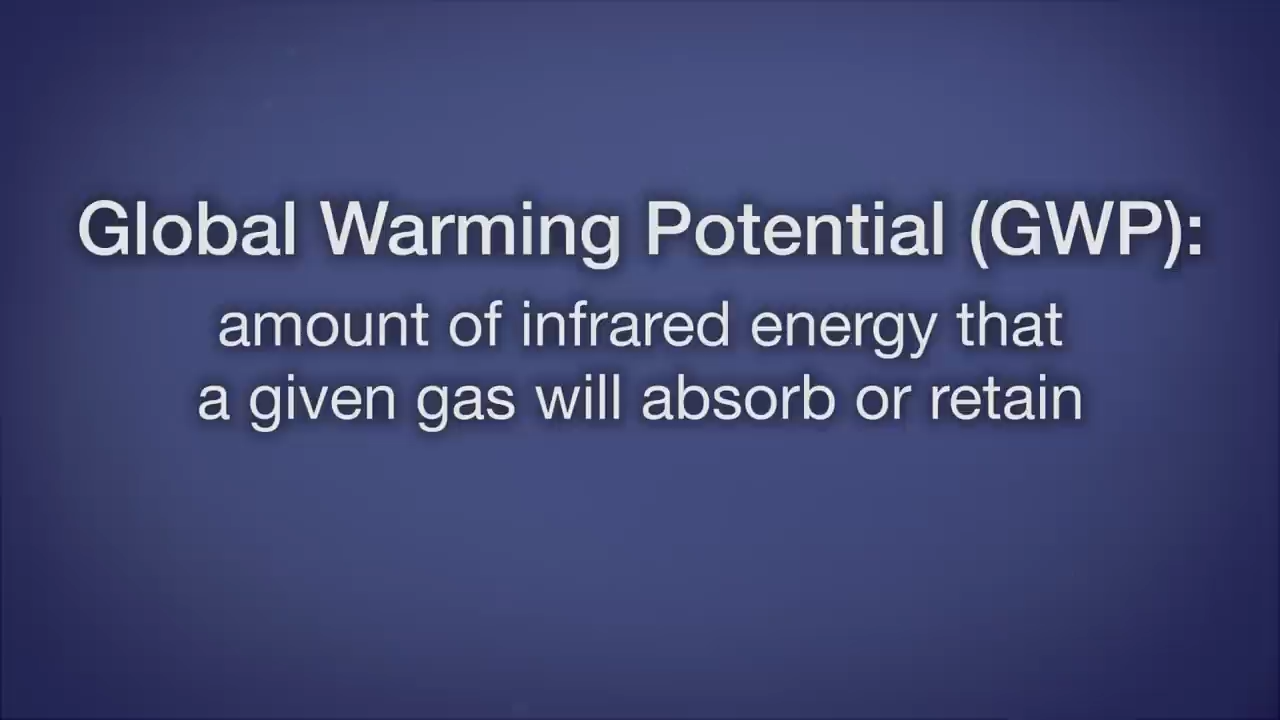 Global Warming Potential (GWP):
amount of infrared energy that
a given gas will absorb or retain